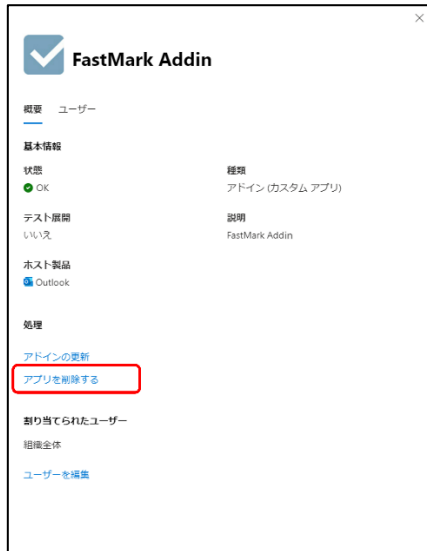 FastMark Addin
概要 ユーザー
基本情報
状態 種類
OK アドイン (カスタム アプリ)
テスト展開 説明
いいえ FastMark Addin
ホスト製品
Outlook
処理
アドインの更新
アプリを削除する
割り当てられたユーザー
組織全体
ユーザーを編集